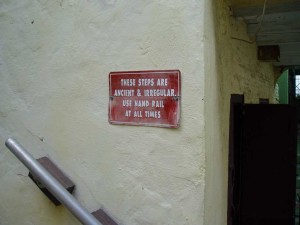 THESE STEPS ARE
ANCIENT & IRREGULAR.
USE HAND RAIL
AT ALL TIMES